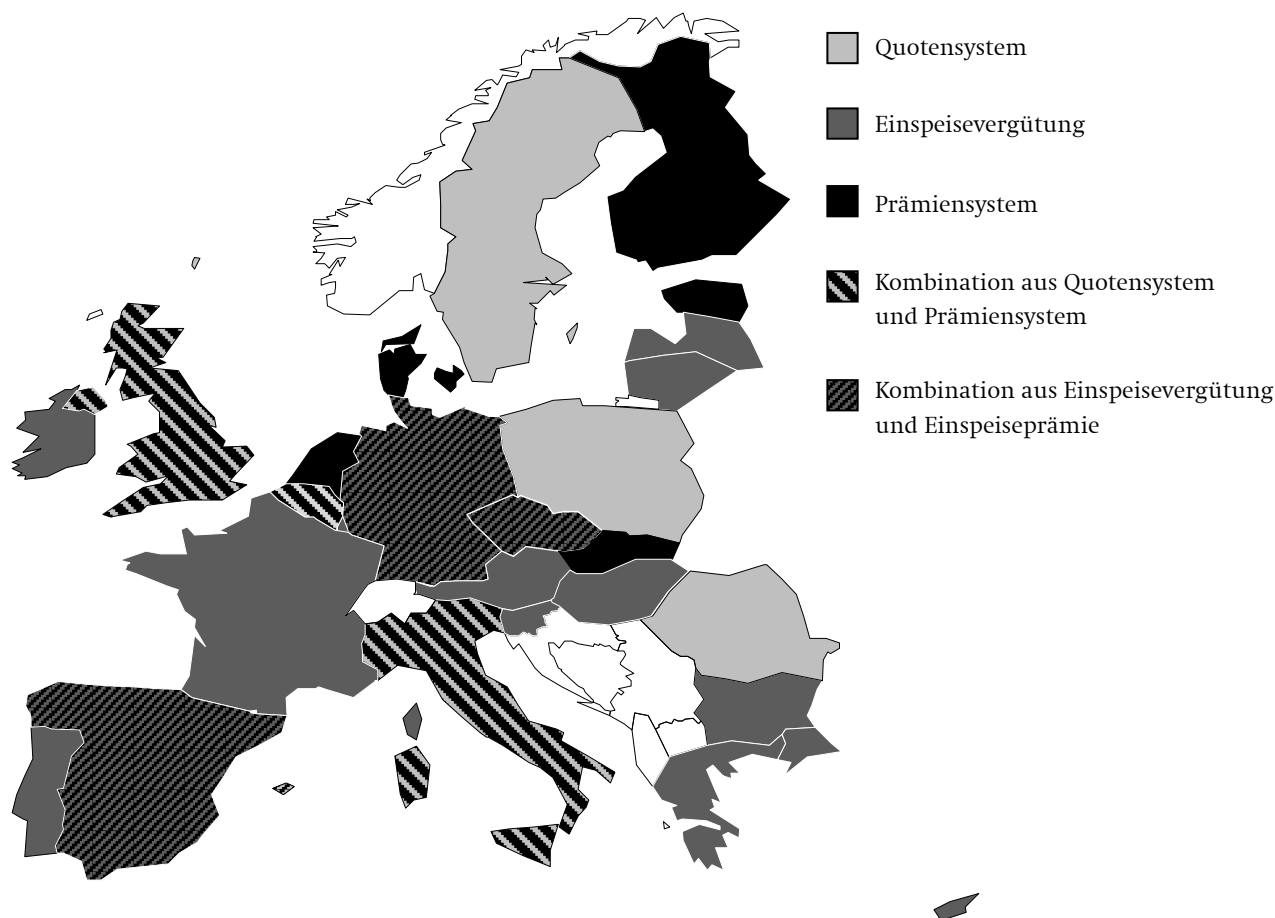 Quotensystem
Einspeisevergütung
Prämiensystem
Kombination aus Quotensystem
und Prämiensystem
Kombination aus Einspeisevergütung
und Einspeiseprämie